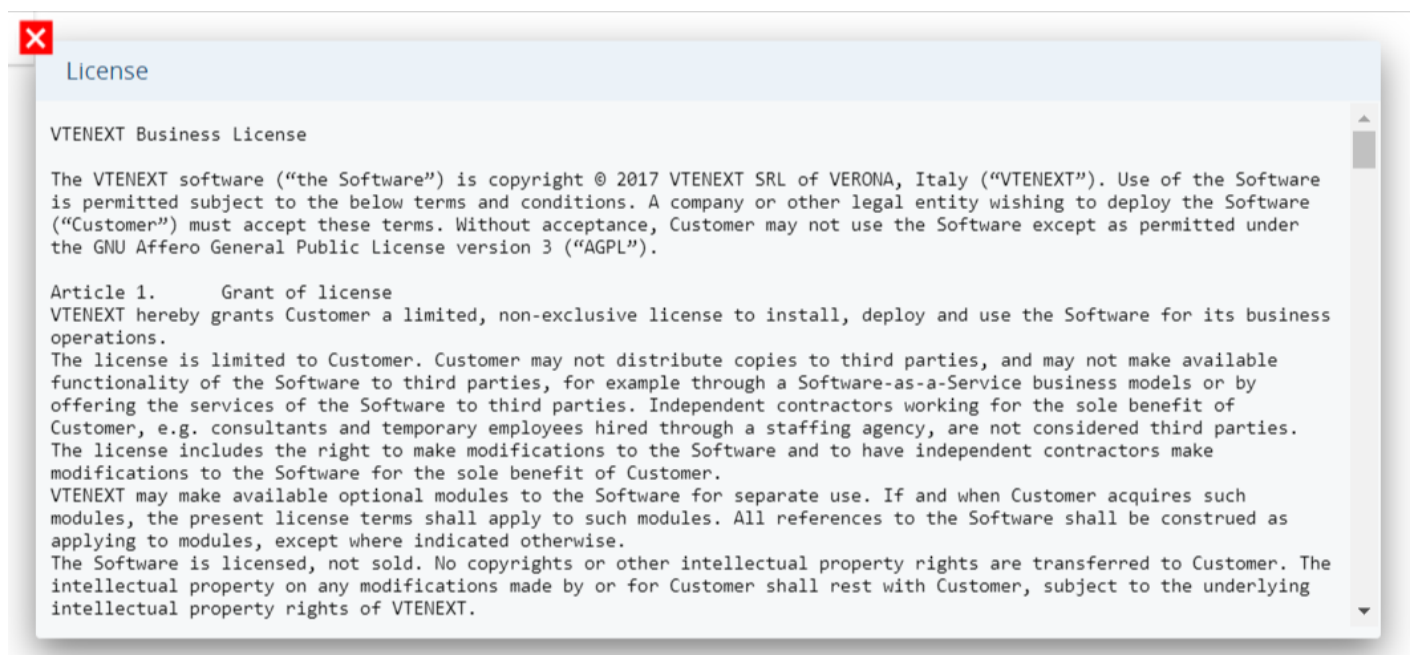 License
VTENEXT Business License
The VTENEXT software (“the Software”) is copyright © 2017 VTENEXT SRL of VERONA, Italy (“VTENEXT”). Use of the Software
is permitted subject to the below terms and conditions. A company or other legal entity wishing to deploy the Software
(“Customer”) must accept these terms. Without acceptance, Customer may not use the Software except as permitted under
the GNU Affero General Public License version 3 (“AGPL”).
Article 1.      Grant of license
VTENEXT hereby grants Customer a limited, non-exclusive license to install, deploy and use the Software for its business
operations.
The license is limited to Customer. Customer may not distribute copies to third parties, and may not make available
functionality of the Software to third parties, for example through a Software-as-a-Service business models or by
offering the services of the Software to third parties. Independent contractors working for the sole benefit of
Customer, e.g. consultants and temporary employees hired through a staffing agency, are not considered third parties.
The license includes the right to make modifications to the Software and to have independent contractors make
modifications to the Software for the sole benefit of Customer.
VTENEXT may make available optional modules to the Software for separate use. If and when Customer acquires such
modules, the present license terms shall apply to such modules. All references to the Software shall be construed as
applying to modules, except where indicated otherwise.
The Software is licensed, not sold. No copyrights or other intellectual property rights are transferred to Customer. The
intellectual property on any modifications made by or for Customer shall rest with Customer, subject to the underlying
intellectual property rights of VTENEXT.